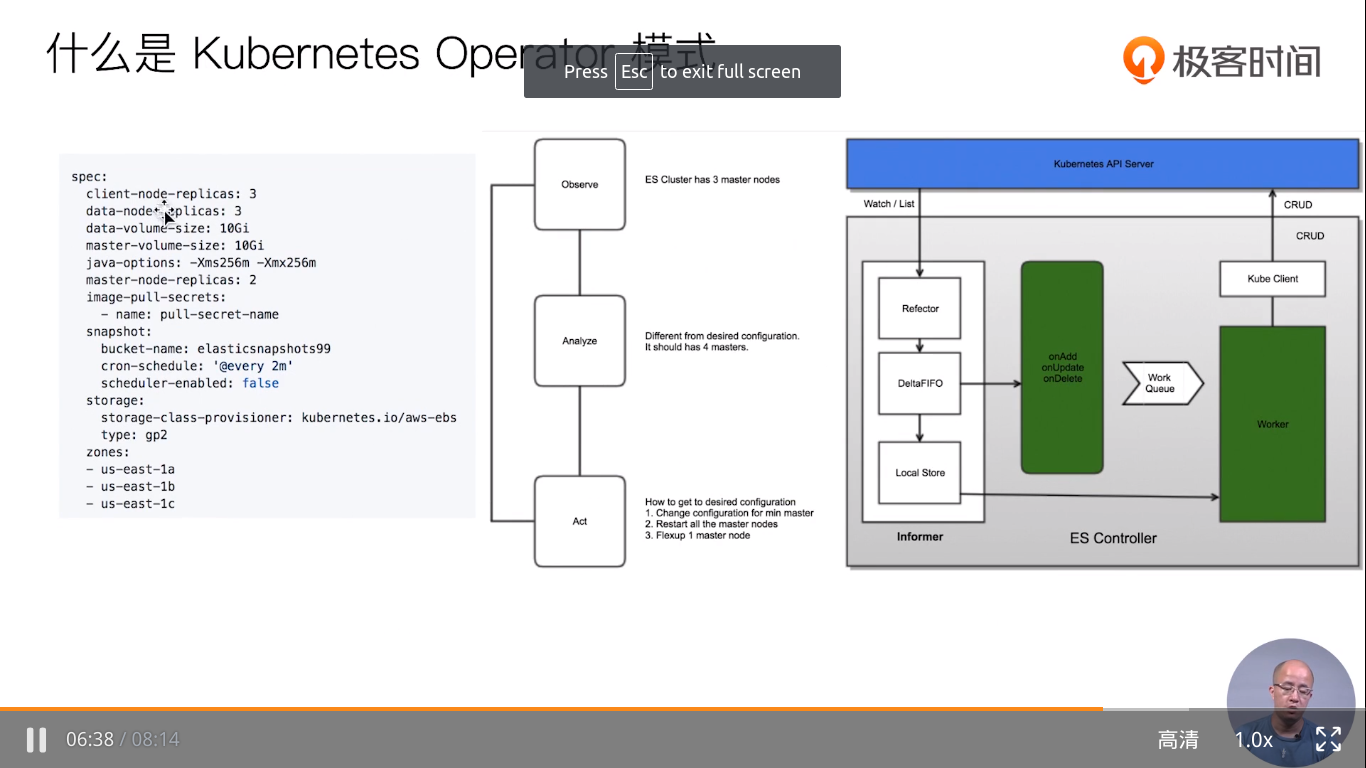 什么是 Kubernetes Operator 模式
Press Esc to exit full screen
极客时间
spec:
client-node-replicas: 3
data-node-replicas: 3
data-volume-size: 10Gi
master-volume-size: 10Gi
java-options: -Xms256m -Xmx256m
master-node-replicas: 2
image-pull-secrets:
- name: pull-secret-name
snapshot:
bucket-name: elasticsnapshots99
cron-schedule: '@every 2m'
scheduler-enabled: false
storage:
storage-class-provisioner: kubernetes.io/aws-ebs
type: gp2
zones:
- us-east-1a
- us-east-1b
- us-east-1c
Observe
ES Cluster has 3 master nodes
Analyze
Different from desired configuration.
It should has 4 masters.
Act
How to get to desired configuration
1. Change configuration for min master
2. Restart all the master nodes
3. Flexup 1 master node
Kubernetes API Server
Watch / List
CRUD
CRUD
Refector
DeltaFIFO
Local Store
Informer
onAdd
onUpdate
onDelete
Work
Queue
Kube Client
Worker
ES Controller
06:38 / 08:14
高清
1.0x